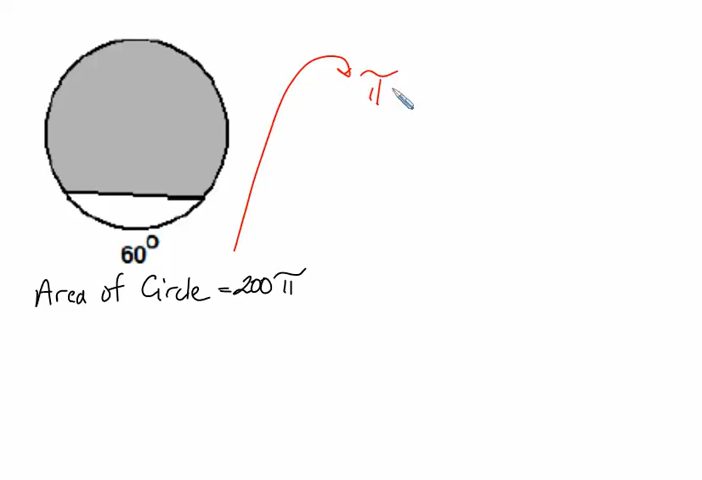 π
60°
Area of Circle = 200π